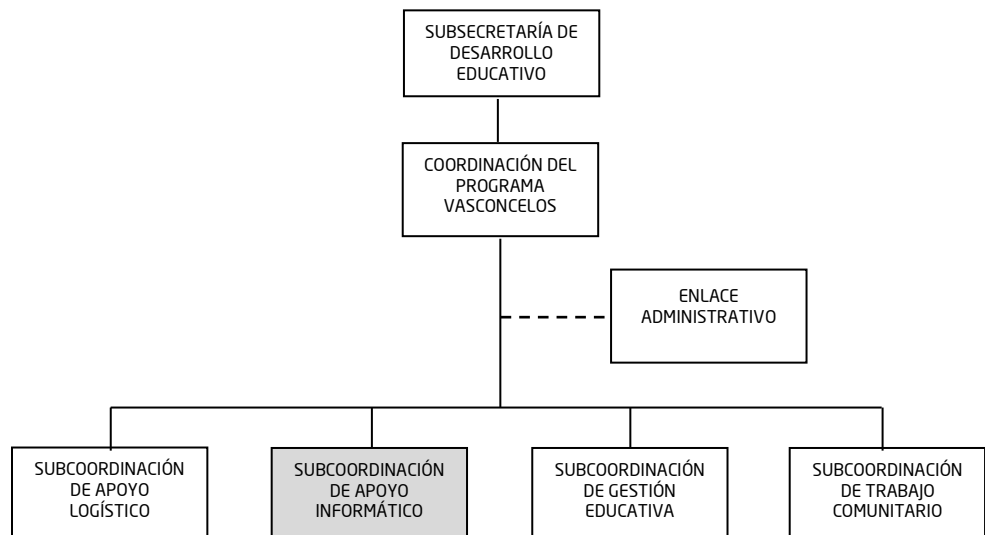 SUBSECRETARÍA DE
DESARROLLO
EDUCATIVO
COORDINACIÓN DEL
PROGRAMA
VASCONCELOS
ENLACE
ADMINISTRATIVO
SUBCOORDINACIÓN
DE APOYO
LOGÍSTICO
SUBCOORDINACIÓN
DE APOYO
INFORMÁTICO
SUBCOORDINACIÓN
DE GESTIÓN
EDUCATIVA
SUBCOORDINACIÓN
DE TRABAJO
COMUNITARIO